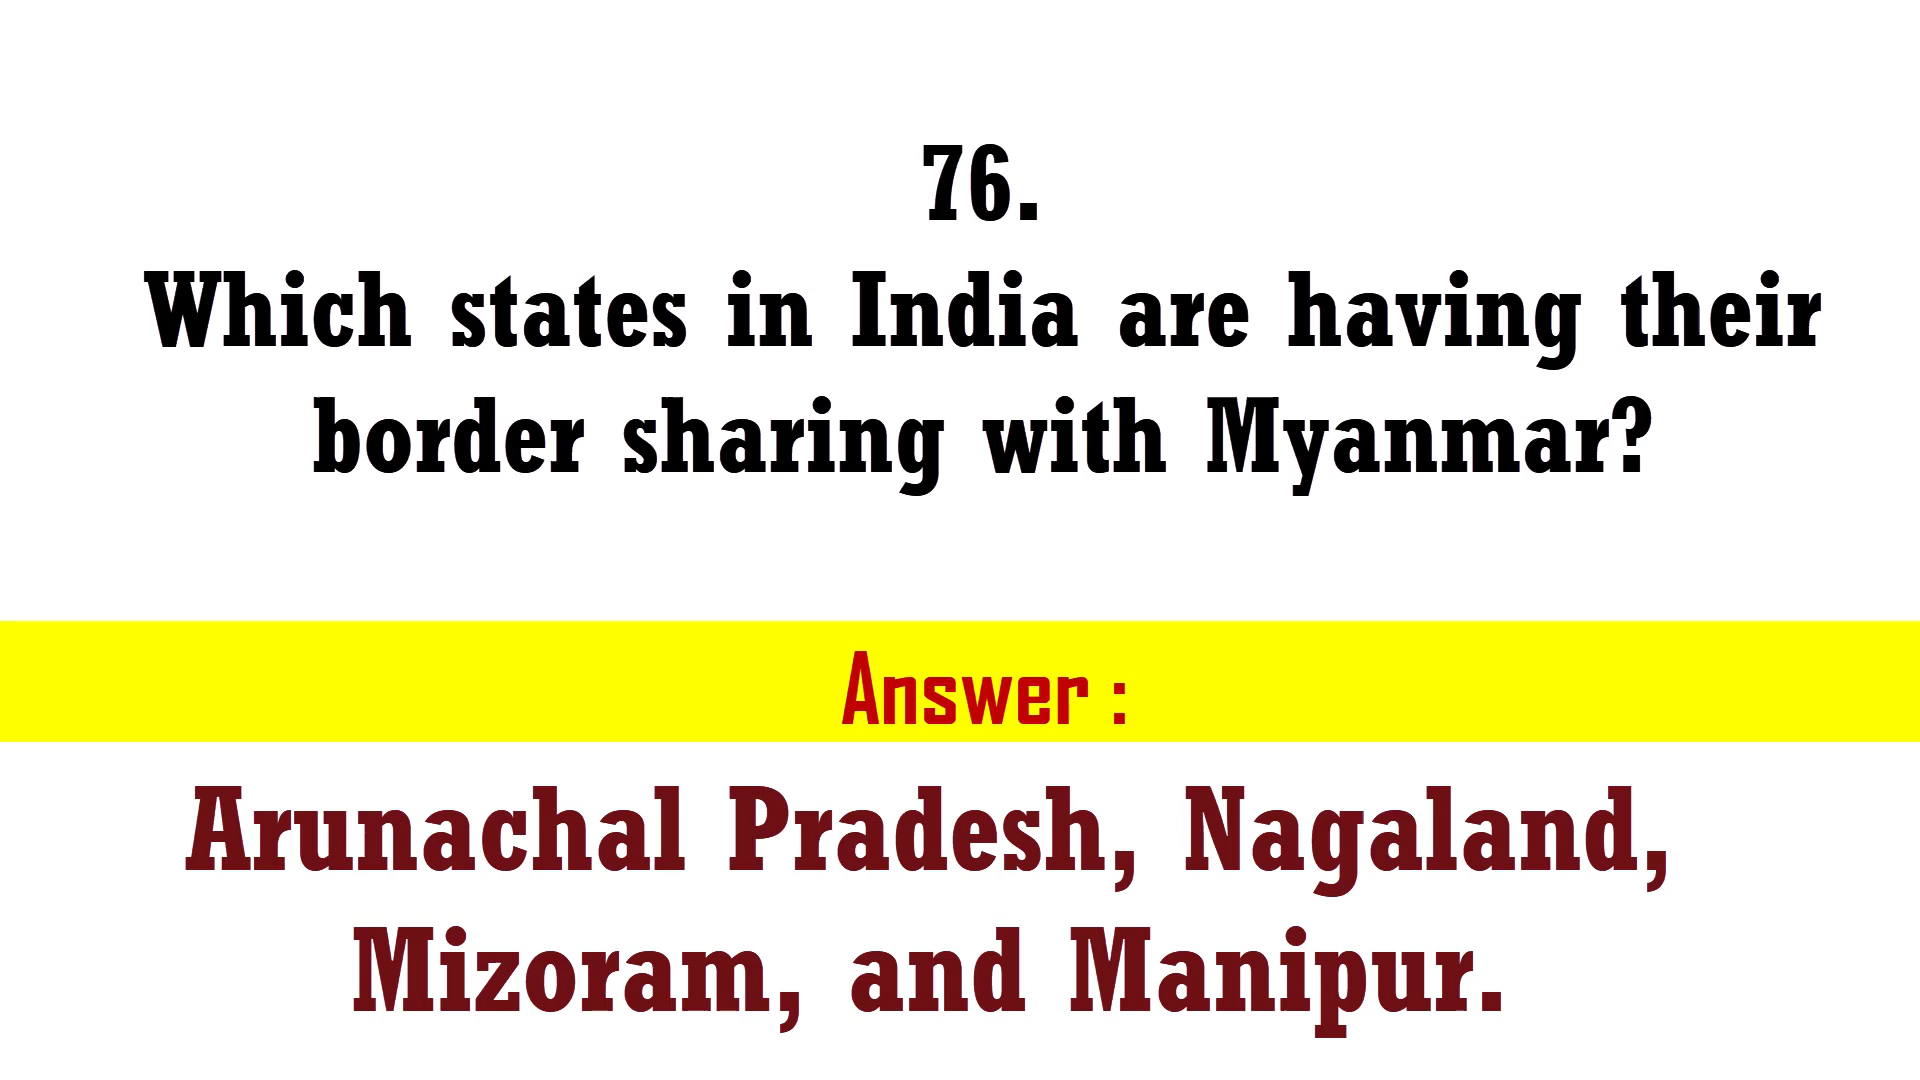 76.
Which states in India are having their
border sharing with Myanmar?
Answer :
Arunachal Pradesh, Nagaland,
Mizoram, and Manipur.